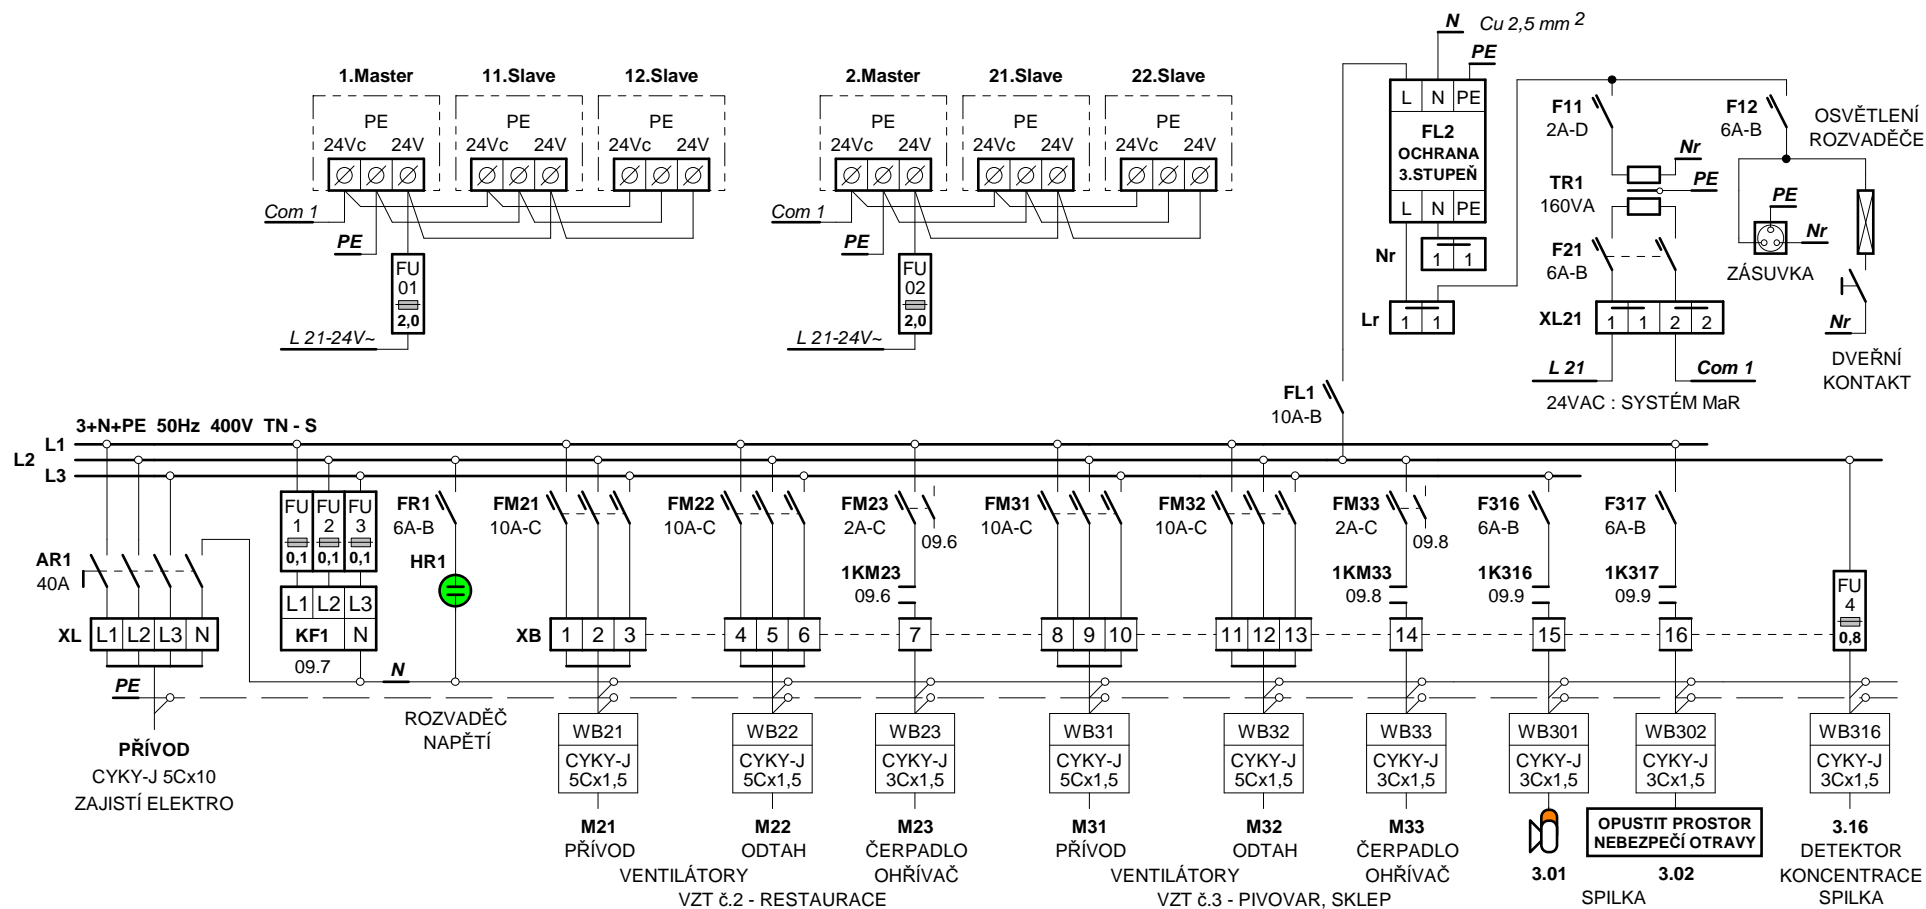 N Cu 2,5 mm 2
PE
1.Master 11.Slave 12.Slave 2.Master 21.Slave 22.Slave
PE PE PE PE PE PE
24Vc 24V 24Vc 24V 24Vc 24V 24Vc 24V 24Vc 24V 24Vc 24V
Com 1
PE
FU
01
2,0
L 21-24V~
Com 1
PE
FU
02
2,0
L 21-24V~
L N PE
FL2
OCHRANA
3.STUPEŇ
L N PE
Nr 1 1
Lr 1 1
F11
2A-D
Nr
TR1
160VA
PE
F21
6A-B
XL21 1 1 2 2
L 21 Com 1
24VAC : SYSTÉM MaR
F12
6A-B
OSVĚTLENÍ
ROZVADĚČE
PE
Nr
ZÁSUVKA
Nr
DVEŘNÍ
KONTAKT
FL1
10A-B
3+N+PE 50Hz 400V TN - S
L1
L2
L3
AR1
40A
XL L1 L2 L3 N
PE
PŘÍVOD
CYKY-J 5Cx10
ZAJISTÍ ELEKTRO
FU FU FU
1 2 3
0,1 0,1 0,1
L1 L2 L3
KF1 N
09.7
N
FR1
6A-B
HR1
ROZVADĚČ
NAPĚTÍ
FM21
10A-C
FM22
10A-C
FM23
2A-C
09.6
1KM23
09.6
FM31
10A-C
FM32
10A-C
FM33
2A-C
09.8
1KM33
09.8
F316
6A-B
1K316
09.9
F317
6A-B
1K317
09.9
FU
4
0,8
XB 1 2 3 4 5 6 7 8 9 10 11 12 13 14 15 16
WB21 WB22 WB23 WB31 WB32 WB33 WB301 WB302 WB316
CYKY-J CYKY-J CYKY-J CYKY-J CYKY-J CYKY-J CYKY-J CYKY-J CYKY-J
5Cx1,5 5Cx1,5 3Cx1,5 5Cx1,5 5Cx1,5 3Cx1,5 3Cx1,5 3Cx1,5 3Cx1,5
M21 M22 M23 M31 M32 M33
PŘÍVOD ODTAH ČERPADLO PŘÍVOD ODTAH ČERPADLO
VENTILÁTORY OHŘÍVAČ VENTILÁTORY OHŘÍVAČ
VZT č.2 - RESTAURACE VZT č.3 - PIVOVAR, SKLEP
OPUSTIT PROSTOR
NEBEZPEČÍ OTRAVY
3.01 3.02
SPILKA
3.16
DETEKTOR
KONCENTRACE
SPILKA